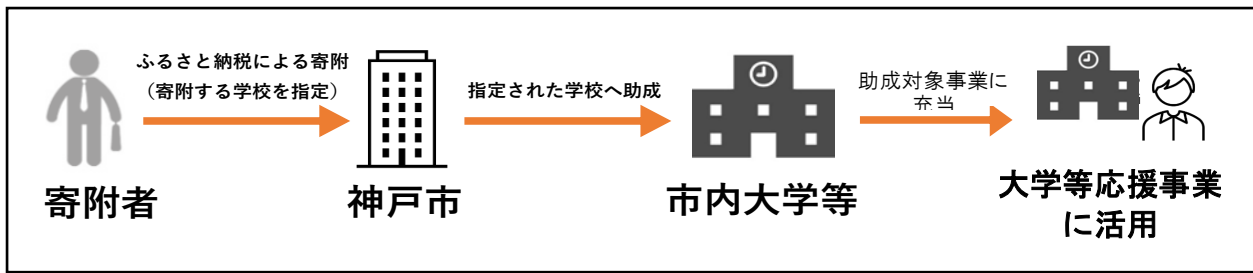 ふるさと納税による寄附
（寄附する学校を指定）
指定された学校へ助成
助成対象事業に
充当
寄附者
神戸市
市内大学等
大学等応援事業
に活用